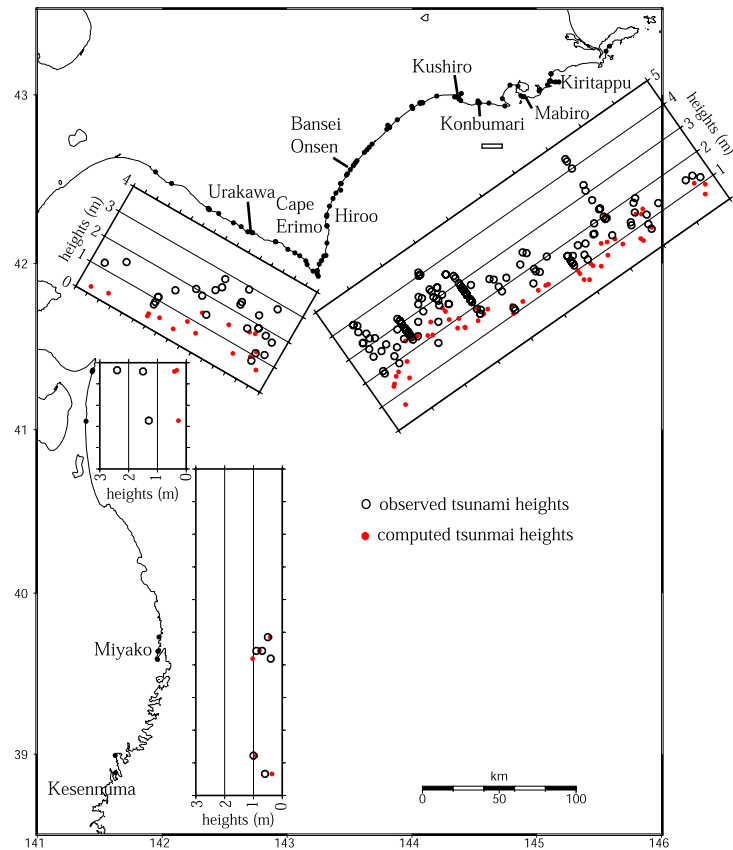 43
42
41
40
39
141
142
143
144
145
146
Kushiro
Kiritappu
Konbumari
Mabiro
Bansei
Onsen
Urakawa
Cape
Erimo
Hiroo
5
4
3
2
1
heights (m)
4
3
2
1
0
heights (m)
3 2 1 0
heights (m)
observed tsunami heights
computed tsunmai heights
Miyako
Kesennuma
3 2 1 0
heights (m)
km
0 50 100